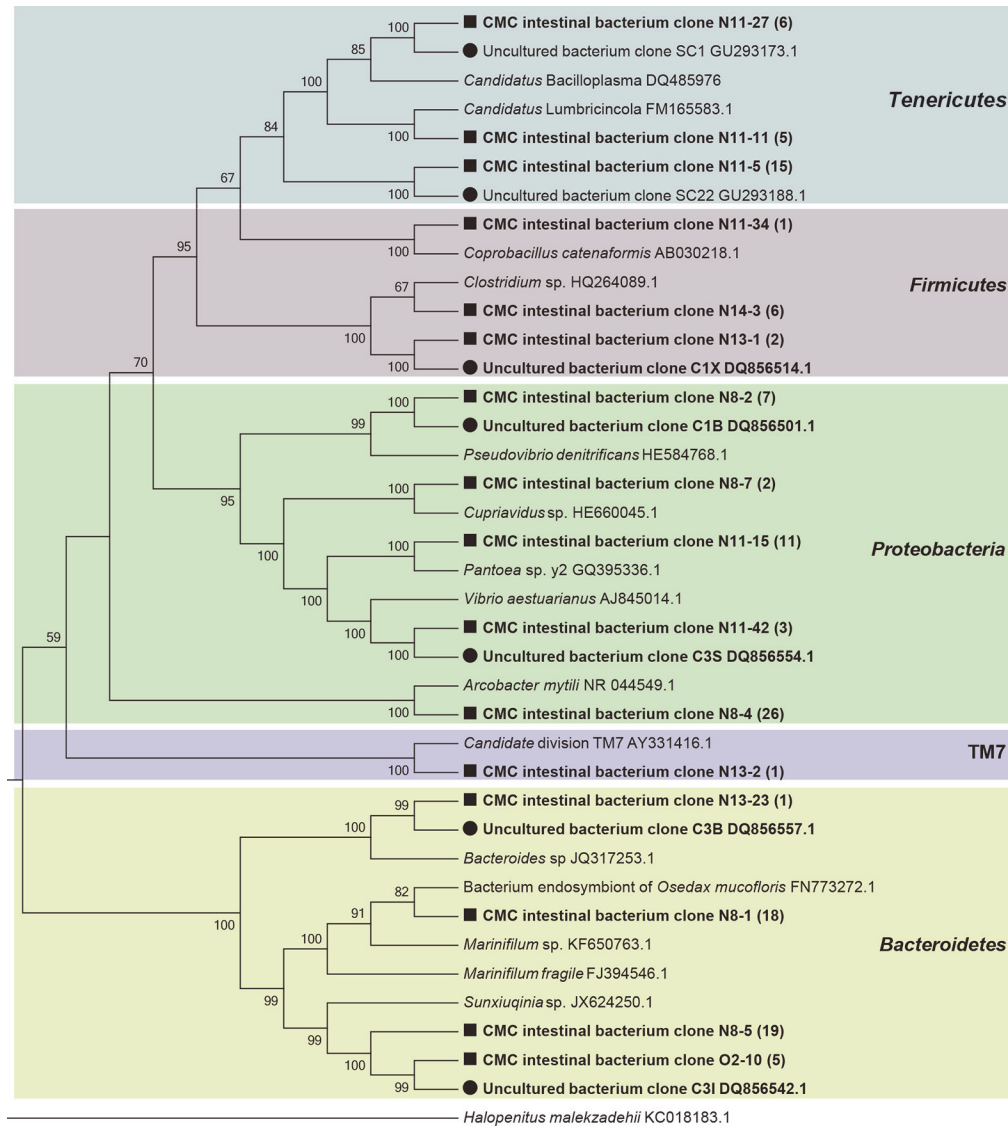 100
CMC intestinal bacterium clone N11-27 (6)
85
Uncultured bacterium clone SC1 GU293173.1
100
Candidatus Bacilloplasma DQ485976
Tenericutes
84
Candidatus Lumbricincola FM165583.1
100
CMC intestinal bacterium clone N11-11 (5)
67
CMC intestinal bacterium clone N11-5 (15)
100
Uncultured bacterium clone SC22 GU293188.1
95
CMC intestinal bacterium clone N11-34 (1)
100
Coprobacillus catenaformis AB030218.1
67
Clostridium sp. HQ264089.1
Firmicutes
100
CMC intestinal bacterium clone N14-3 (6)
CMC intestinal bacterium clone N13-1 (2)
70
100
Uncultured bacterium clone C1X DQ856514.1
100
CMC intestinal bacterium clone N8-2 (7)
99
Uncultured bacterium clone C1B DQ856501.1
Pseudovibrio denitrificans HE584768.1
95
100
CMC intestinal bacterium clone N8-7 (2)
Cupriavidus sp. HE660045.1
100
100
CMC intestinal bacterium clone N11-15 (11)
Proteobacteria
Pantoea sp. y2 GQ395336.1
100
Vibrio aestuarianus AJ845014.1
100
CMC intestinal bacterium clone N11-42 (3)
59
100
Uncultured bacterium clone C3S DQ856554.1
Arcobacter mytili NR 044549.1
100
CMC intestinal bacterium clone N8-4 (26)
Candidate division TM7 AY331416.1
TM7
100
CMC intestinal bacterium clone N13-2 (1)
99
CMC intestinal bacterium clone N13-23 (1)
100
Uncultured bacterium clone C3B DQ856557.1
Bacteroides sp JQ317253.1
82
Bacterium endosymbiont of Osedax mucofloris FN773272.1
91
CMC intestinal bacterium clone N8-1 (18)
100
100
Marinifilum sp. KF650763.1
Bacteroidetes
Marinifilum fragile FJ394546.1
99
Sunxiuqinia sp. JX624250.1
99
CMC intestinal bacterium clone N8-5 (19)
100
CMC intestinal bacterium clone O2-10 (5)
99
Uncultured bacterium clone C3I DQ856542.1
Halopenitus malekzadehii KC018183.1